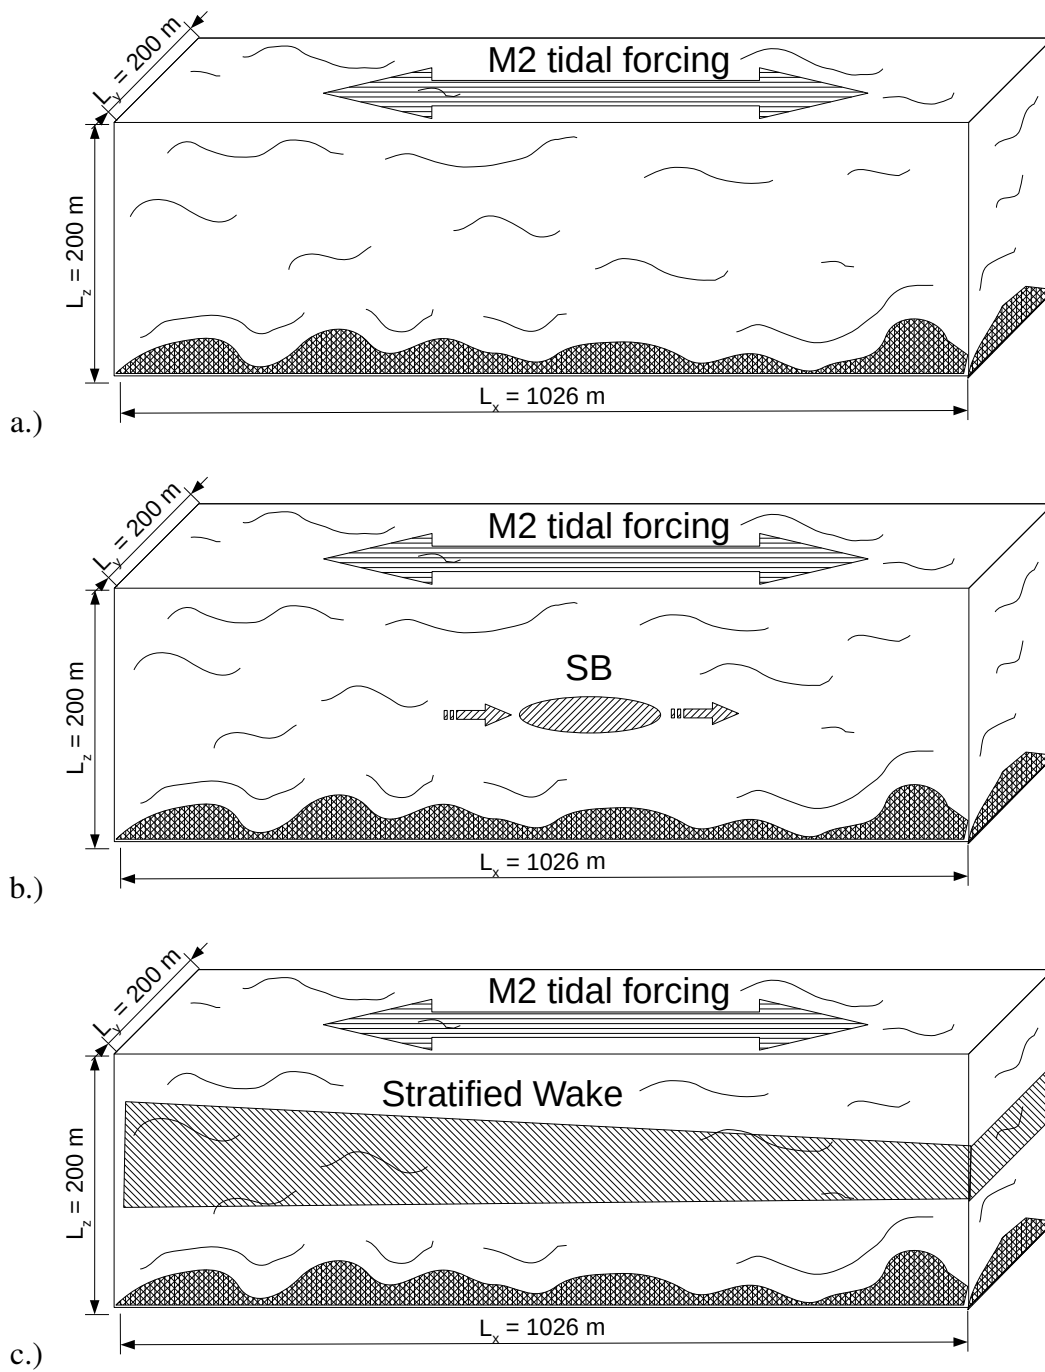 L_y = 200 m
M2 tidal forcing
L_z = 200 m
L_x = 1026 m
a.)
L_y = 200 m
M2 tidal forcing
SB
L_z = 200 m
L_x = 1026 m
b.)
L_y = 200 m
M2 tidal forcing
Stratified Wake
L_z = 200 m
L_x = 1026 m
c.)